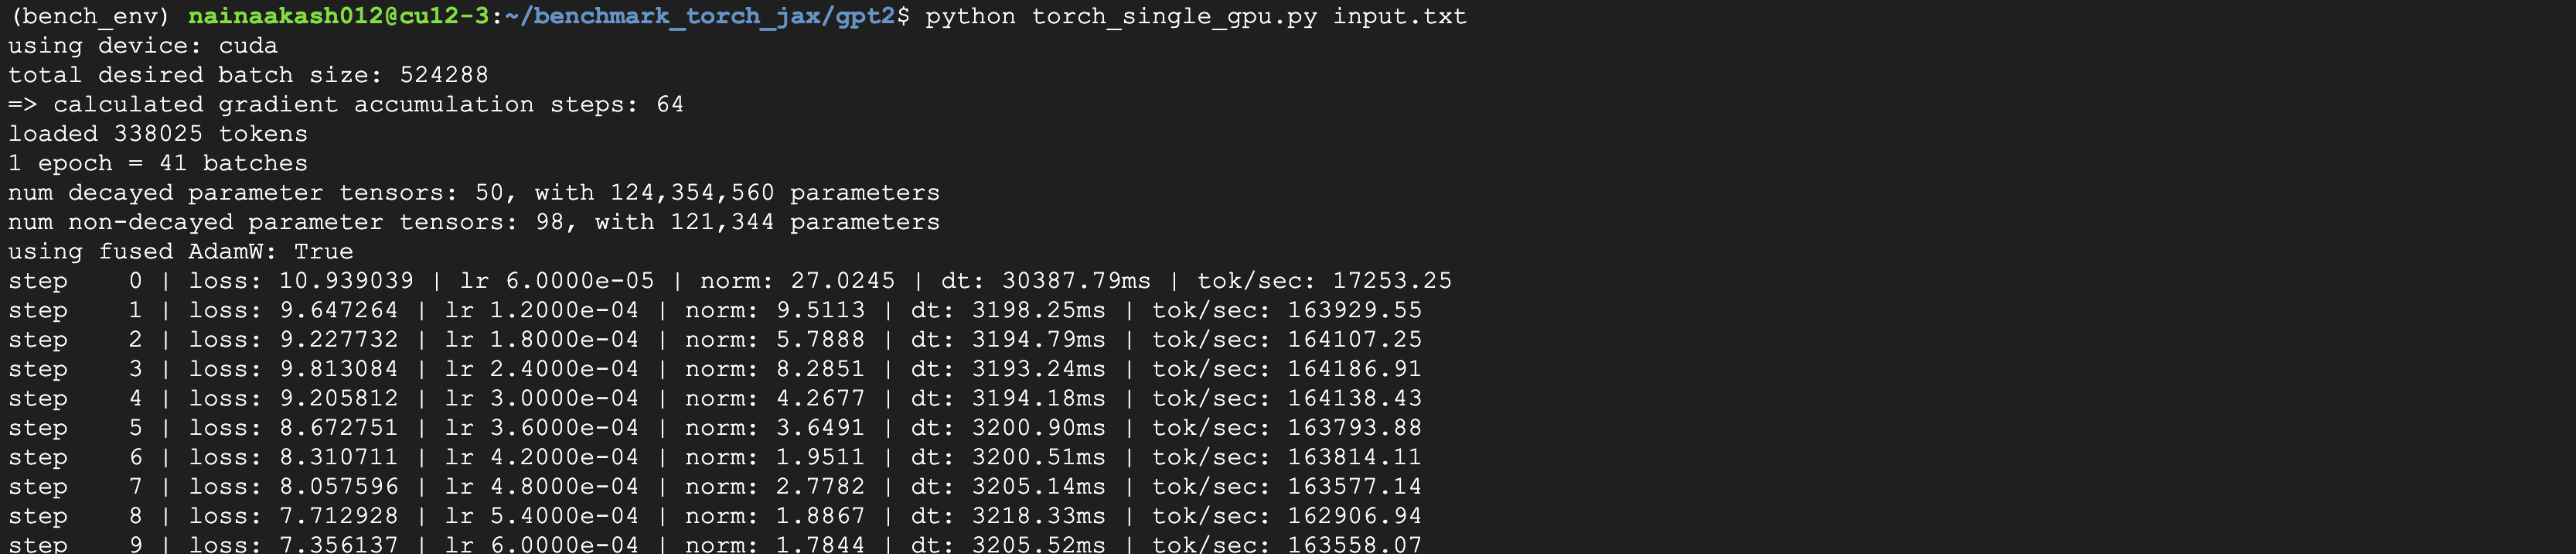 (bench_env) nainaakash012@cu12-3:~/benchmark_torch_jax/gpt2$ python torch_single_gpu.py input.txt
using device: cuda
total desired batch size: 524288
=> calculated gradient accumulation steps: 64
loaded 338025 tokens
1 epoch = 41 batches
num decayed parameter tensors: 50, with 124,354,560 parameters
num non-decayed parameter tensors: 98, with 121,344 parameters
using fused AdamW: True
step    0 | loss: 10.939039 | lr 6.0000e-05 | norm: 27.0245 | dt: 30387.79ms | tok/sec: 17253.25
step    1 | loss: 9.647264 | lr 1.2000e-04 | norm: 9.5113 | dt: 3198.25ms | tok/sec: 163929.55
step    2 | loss: 9.227732 | lr 1.8000e-04 | norm: 5.7888 | dt: 3194.79ms | tok/sec: 164107.25
step    3 | loss: 9.813084 | lr 2.4000e-04 | norm: 8.2851 | dt: 3193.24ms | tok/sec: 164186.91
step    4 | loss: 9.205812 | lr 3.0000e-04 | norm: 4.2677 | dt: 3194.18ms | tok/sec: 164138.43
step    5 | loss: 8.672751 | lr 3.6000e-04 | norm: 3.6491 | dt: 3200.90ms | tok/sec: 163793.88
step    6 | loss: 8.310711 | lr 4.2000e-04 | norm: 1.9511 | dt: 3200.51ms | tok/sec: 163814.11
step    7 | loss: 8.057596 | lr 4.8000e-04 | norm: 2.7782 | dt: 3205.14ms | tok/sec: 163577.14
step    8 | loss: 7.712928 | lr 5.4000e-04 | norm: 1.8867 | dt: 3218.33ms | tok/sec: 162906.94
step    9 | loss: 7.356137 | lr 6.0000e-04 | norm: 1.7844 | dt: 3205.52ms | tok/sec: 163558.07